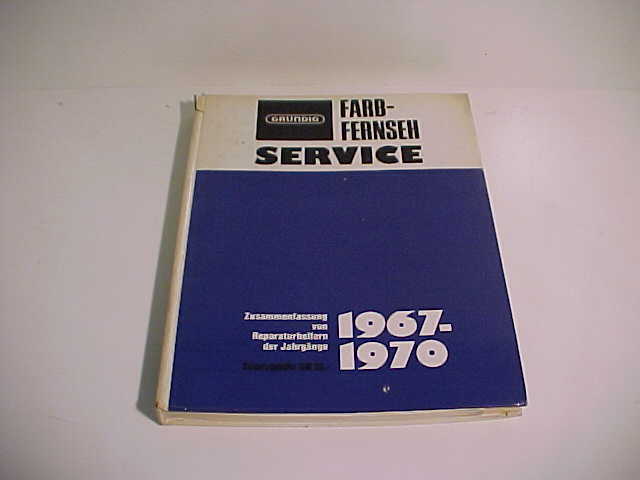 GRUNDIG
FARB-
FERNSEH
SERVICE
Zusammenfassung
von
Reparaturhelfern
der Jahrgänge
1967-
1970